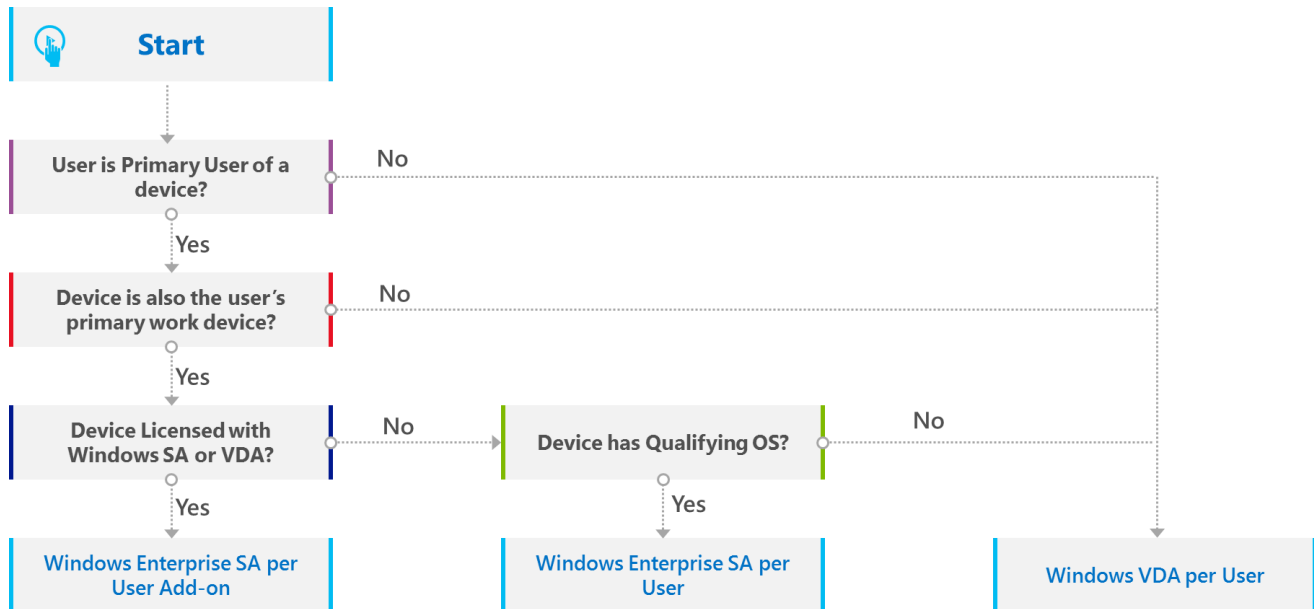 Start
User is Primary User of a
device?
No
Yes
Device is also the user's
primary work device?
No
Yes
Device Licensed with
Windows SA or VDA?
No
Device has Qualifying OS?
No
Yes
Yes
Windows Enterprise SA per
User Add-on
Windows Enterprise SA per
User
Windows VDA per User